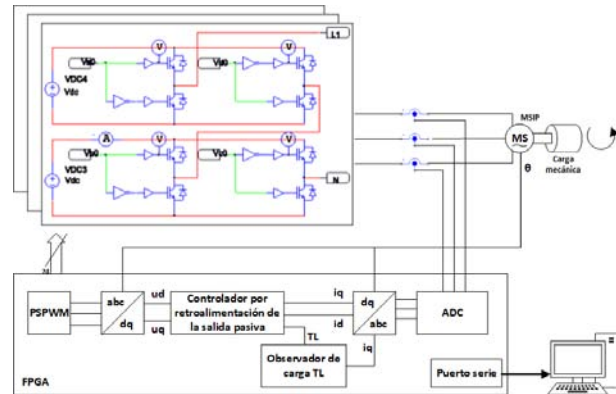 L1
V
V
VDC4
Vdc
A
V
V
VDC3
Vdc
N
MSIP
MS
Carga
mecánica
θ
abc
dq
PSPWM
ud
uq
Controlador por
retroalimentación de
la salida pasiva
iq
id
dq
abc
ADC
TL
iq
Observador de
carga TL
Puerto serie
FPGA